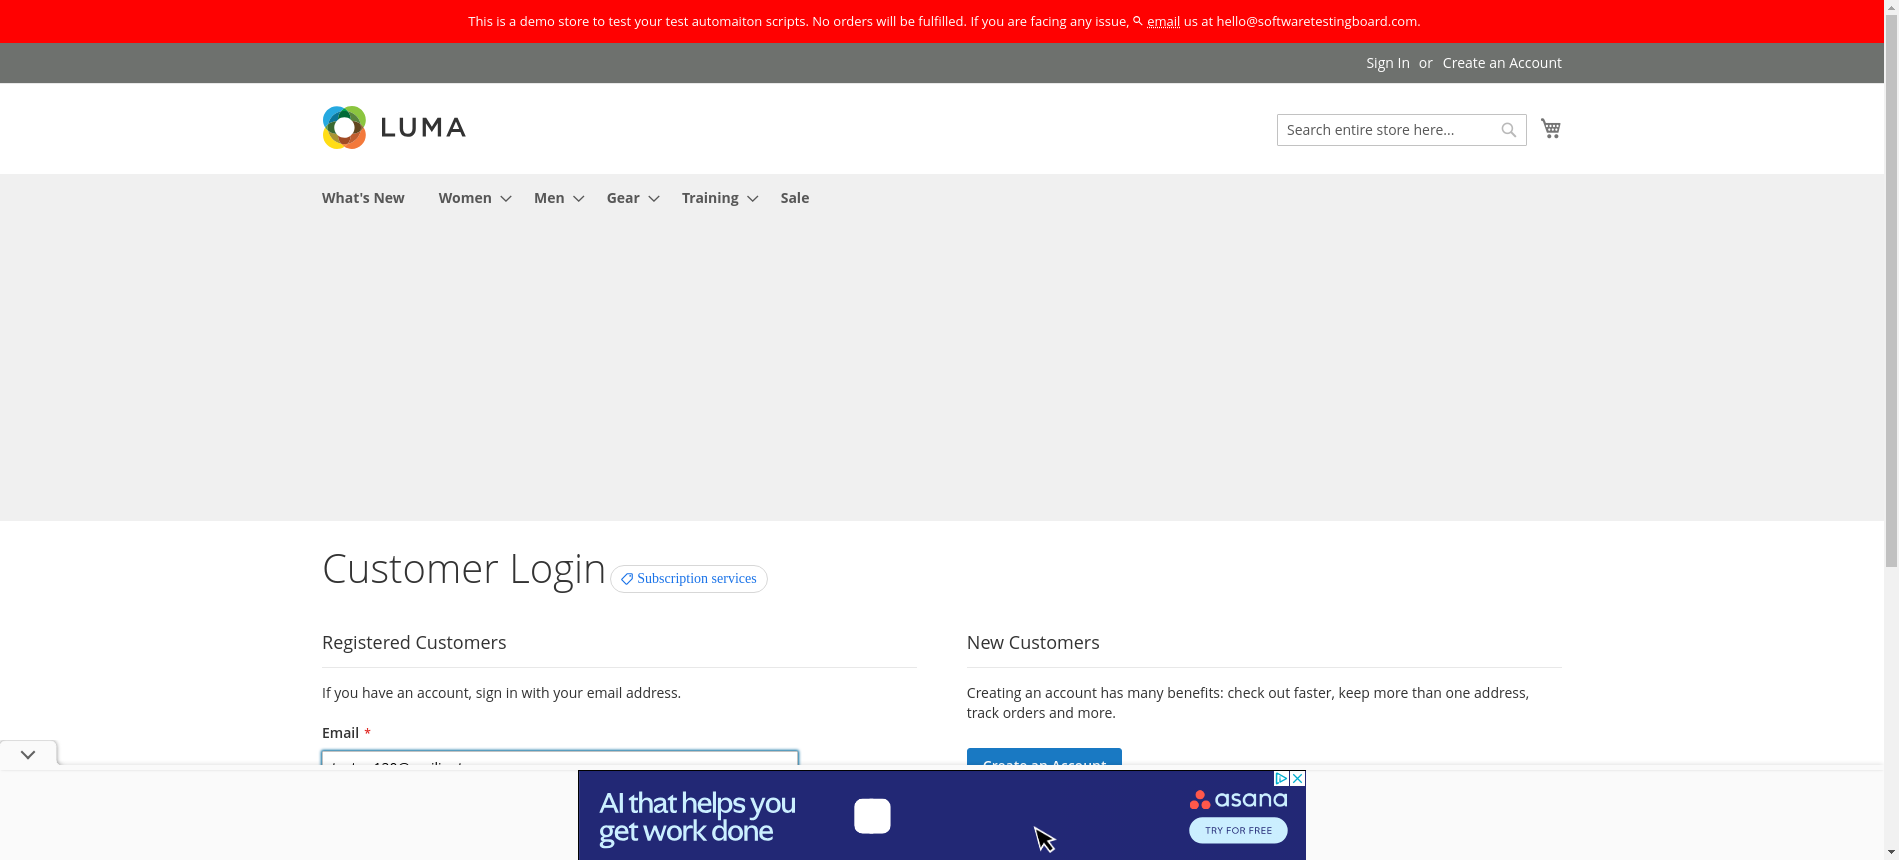 This is a demo store to test your test automaiton scripts. No orders will be fulfilled. If you are facing any issue, email us at hello@softwaretestingboard.com.
Sign In or Create an Account
LUMA
Search entire store here...
What's New Women Men Gear Training Sale
Customer Login
Subscription services
Registered Customers
If you have an account, sign in with your email address.
Email *
New Customers
Creating an account has many benefits: check out faster, keep more than one address,
track orders and more.
Create an Account
AI that helps you
get work done
asana
TRY FOR FREE